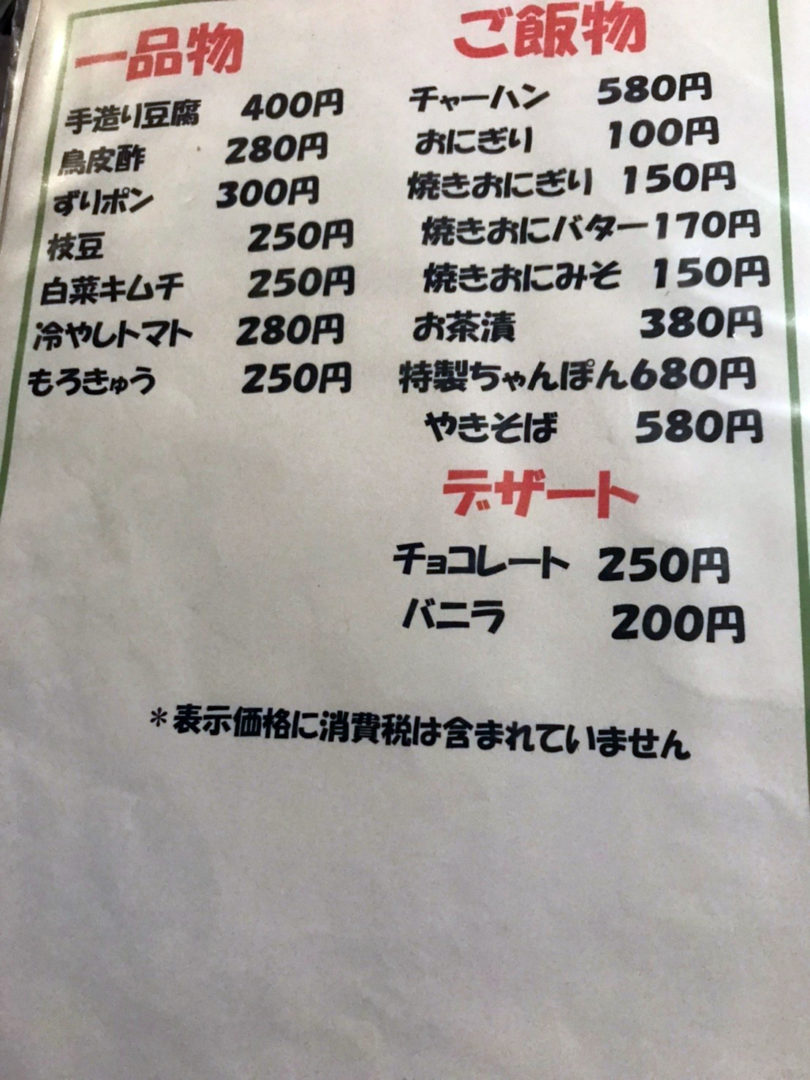 一品物
手造り豆腐 400円
鳥皮酢 280円
ずりポン 300円
枝豆 250円
白菜キムチ 250円
冷やしトマト 280円
もろきゅう 250円
ご飯物
チャーハン 580円
おにぎり 100円
焼きおにぎり 150円
焼きおにバター 170円
焼きおにみそ 150円
お茶漬 380円
特製ちゃんぽん 680円
やきそば 580円
デザート
チョコレート 250円
バニラ 200円
＊表示価格に消費税は含まれていません